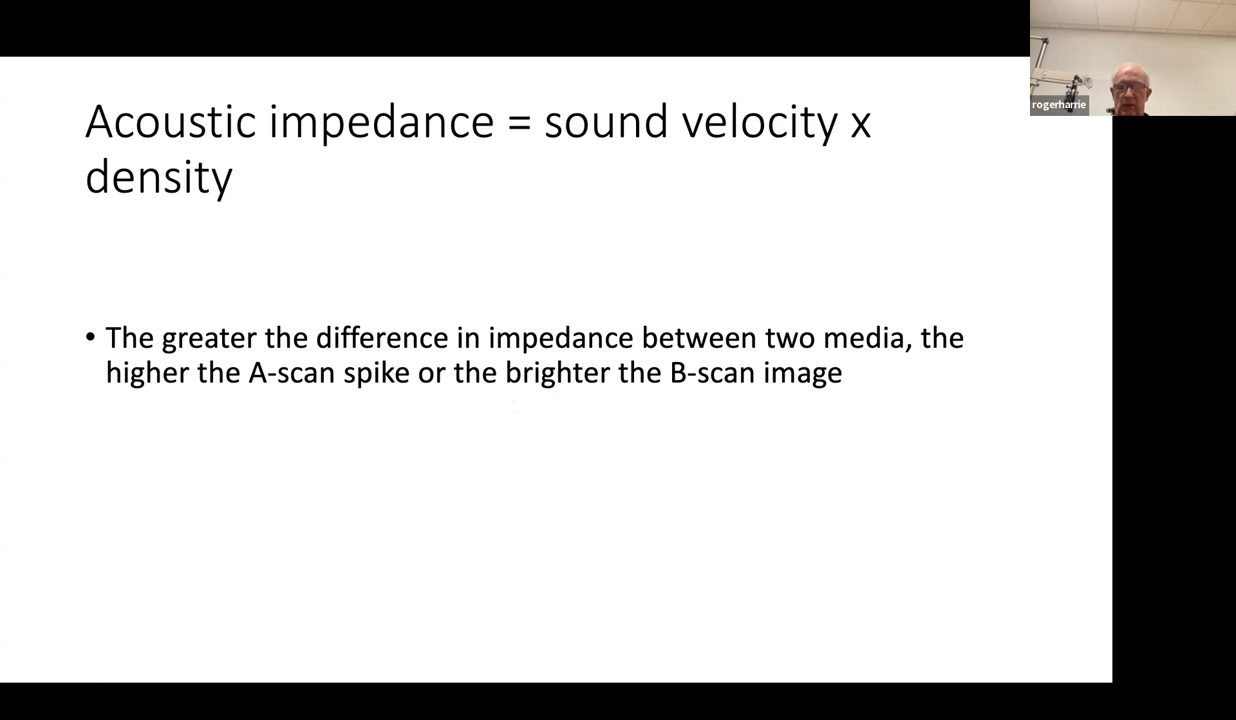 Acoustic impedance = sound velocity x
density
• The greater the difference in impedance between two media, the
higher the A-scan spike or the brighter the B-scan image
rogerharrie